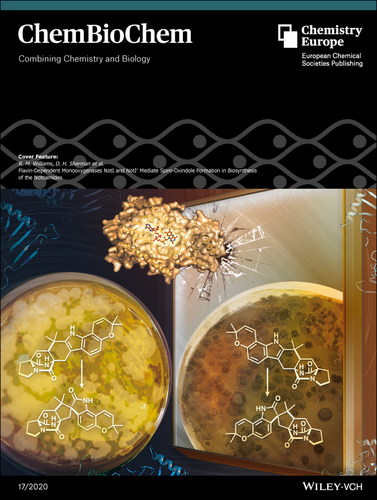 ChemBioChem
Combining Chemistry and Biology
Chemistry
Europe
European Chemical
Societies Publishing
Cover Feature:
R. M. Williams, D. H. Sherman et al.
Flavin-Dependent Monooxygenases NotI and NotI' Mediate Spiro-Oxindole Formation in Biosynthesis
of the Notoamides
17/2020
WILEY-VCH